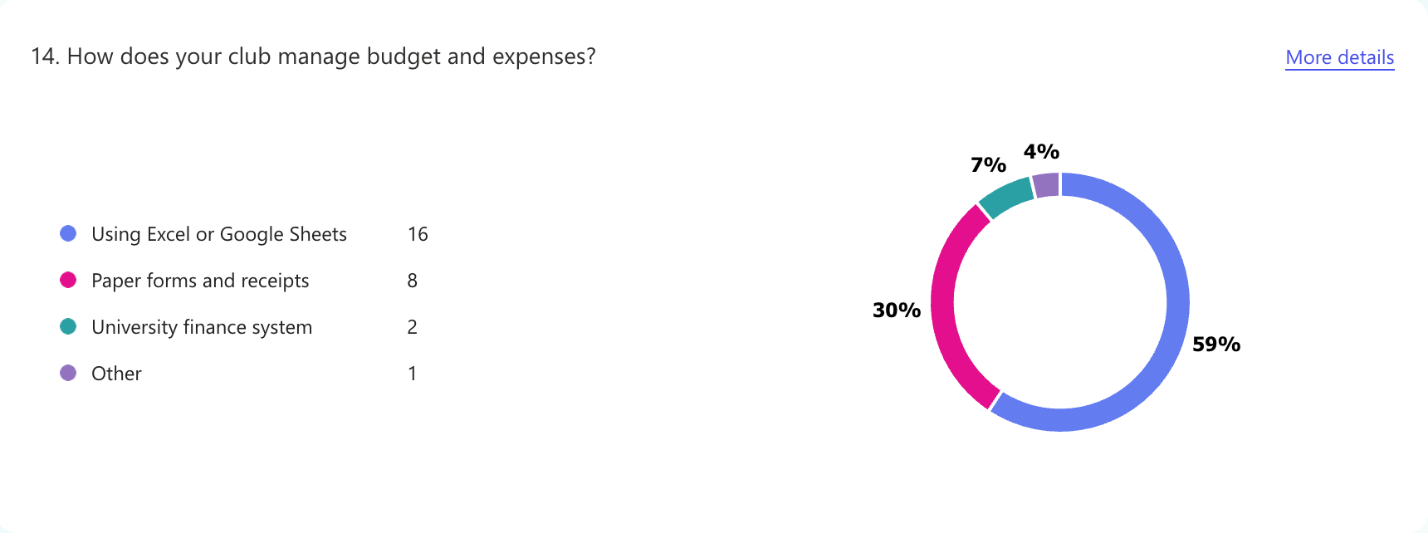 14. How does your club manage budget and expenses?
More details
Using Excel or Google Sheets 16
Paper forms and receipts 8
University finance system 2
Other 1
4%
7%
30%
59%